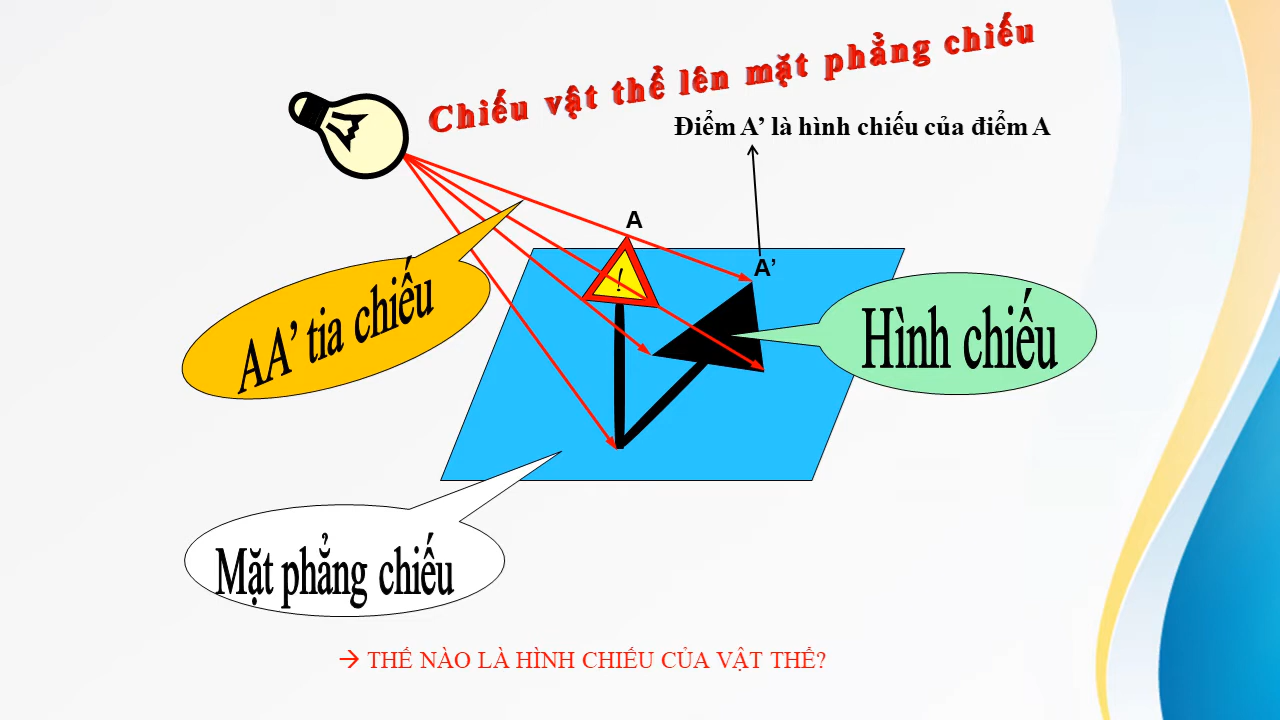 Chiếu vật thể lên mặt phẳng chiếu
Điểm A’ là hình chiếu của điểm A
A
A’
!
AA’ tia chiếu
Hình chiếu
Mặt phẳng chiếu
→ THẾ NÀO LÀ HÌNH CHIẾU CỦA VẬT THỂ?